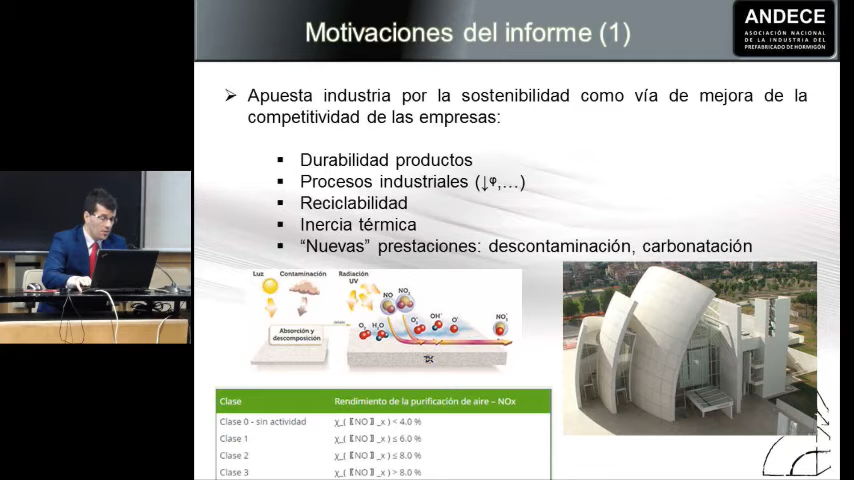 Motivaciones del informe (1)
ANDECE
ASOCIACIÓN NACIONAL
DE LA INDUSTRIA DEL
PREFABRICADO DE HORMIGÓN
➢ Apuesta industria por la sostenibilidad como vía de mejora de la
competitividad de las empresas:
▪ Durabilidad productos
▪ Procesos industriales (↓φ,…)
▪ Reciclabilidad
▪ Inercia térmica
▪ “Nuevas” prestaciones: descontaminación, carbonatación
Luz Contaminación Radiación
UV
NO NOx
O2 H2O O2- OH- O- NO3-
Absorción y
descomposición
TX
Clase Rendimiento de la purificación de aire – NOx
Clase 0 - sin actividad χ_( 〖NO〗_x ) < 4.0 %
Clase 1 χ_( 〖NO〗_x ) ≤ 6.0 %
Clase 2 χ_( 〖NO〗_x ) ≤ 8.0 %
Clase 3 χ_( 〖NO〗_x ) > 8.0 %